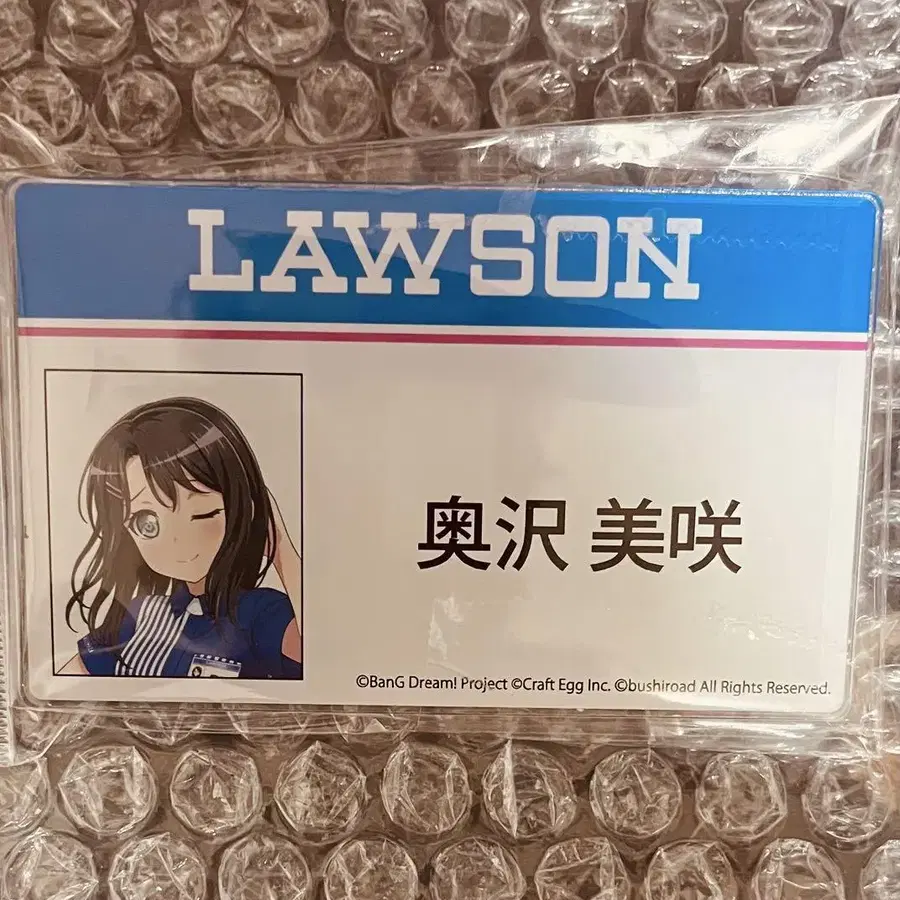 LAWSON
奥沢 美咲
©BanG Dream! Project ©Craft Egg Inc. ©bushiroad All Rights Reserved.